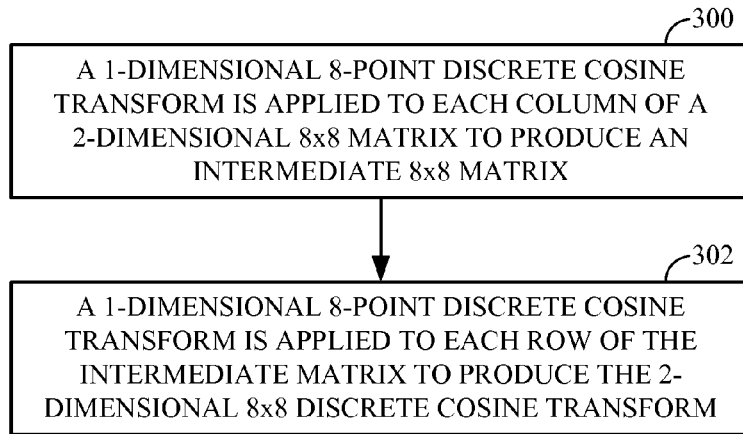 300
A 1-DIMENSIONAL 8-POINT DISCRETE COSINE
TRANSFORM IS APPLIED TO EACH COLUMN OF A
2-DIMENSIONAL 8x8 MATRIX TO PRODUCE AN
INTERMEDIATE 8x8 MATRIX
302
A 1-DIMENSIONAL 8-POINT DISCRETE COSINE
TRANSFORM IS APPLIED TO EACH ROW OF THE
INTERMEDIATE MATRIX TO PRODUCE THE 2-
DIMENSIONAL 8x8 DISCRETE COSINE TRANSFORM